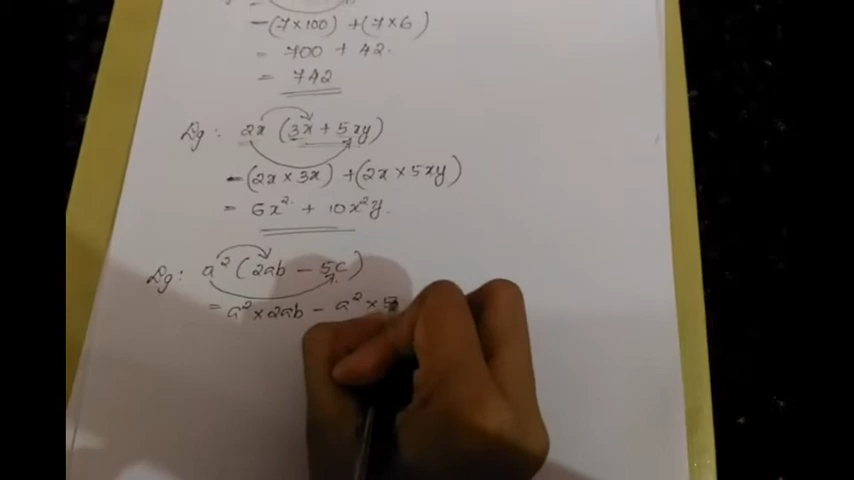 =(7×100) +(7×6)
= 700 + 42.
= 742
Eg: 2x (3x + 5xy)
=(2x × 3x) +(2x × 5xy)
= 6x² + 10x²y.
Eg: a² (2ab − 5c)
= a² × 2ab − a² × 5